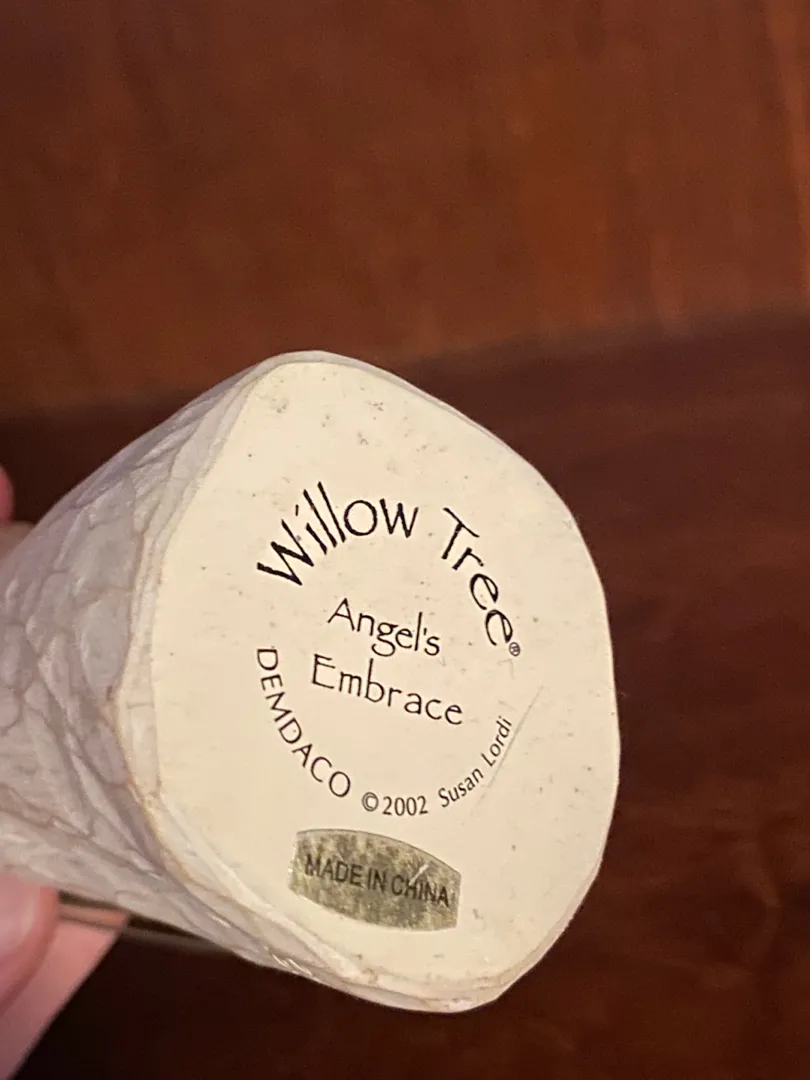 Willow Tree®
Angel's
Embrace
DEMDACO ©2002 Susan Lordi
MADE IN CHINA